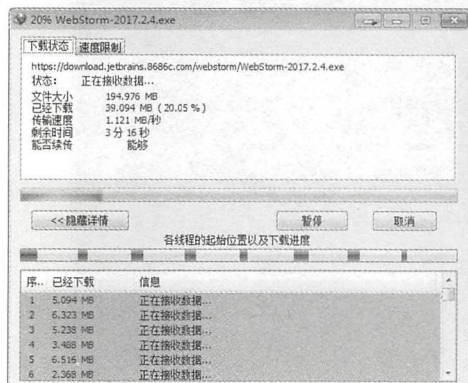 20% WebStorm-2017.2.4.exe
下载状态 速度限制
https://download.jetbrains.8686c.com/webstorm/WebStorm-2017.2.4.exe
状态： 正在接收数据...
文件大小 194.976 MB
已经下载 39.094 MB ( 20.05 % )
传输速度 1.121 MB/秒
剩余时间 3 分 16 秒
能否续传 能够
<< 隐藏详情 暂停 取消
各线程的起始位置以及下载进度
序.. 已经下载 信息
1 5.094 MB 正在接收数据...
2 6.323 MB 正在接收数据...
3 5.238 MB 正在接收数据...
4 3.488 MB 正在接收数据...
5 6.516 MB 正在接收数据...
6 2.368 MB 正在接收数据...